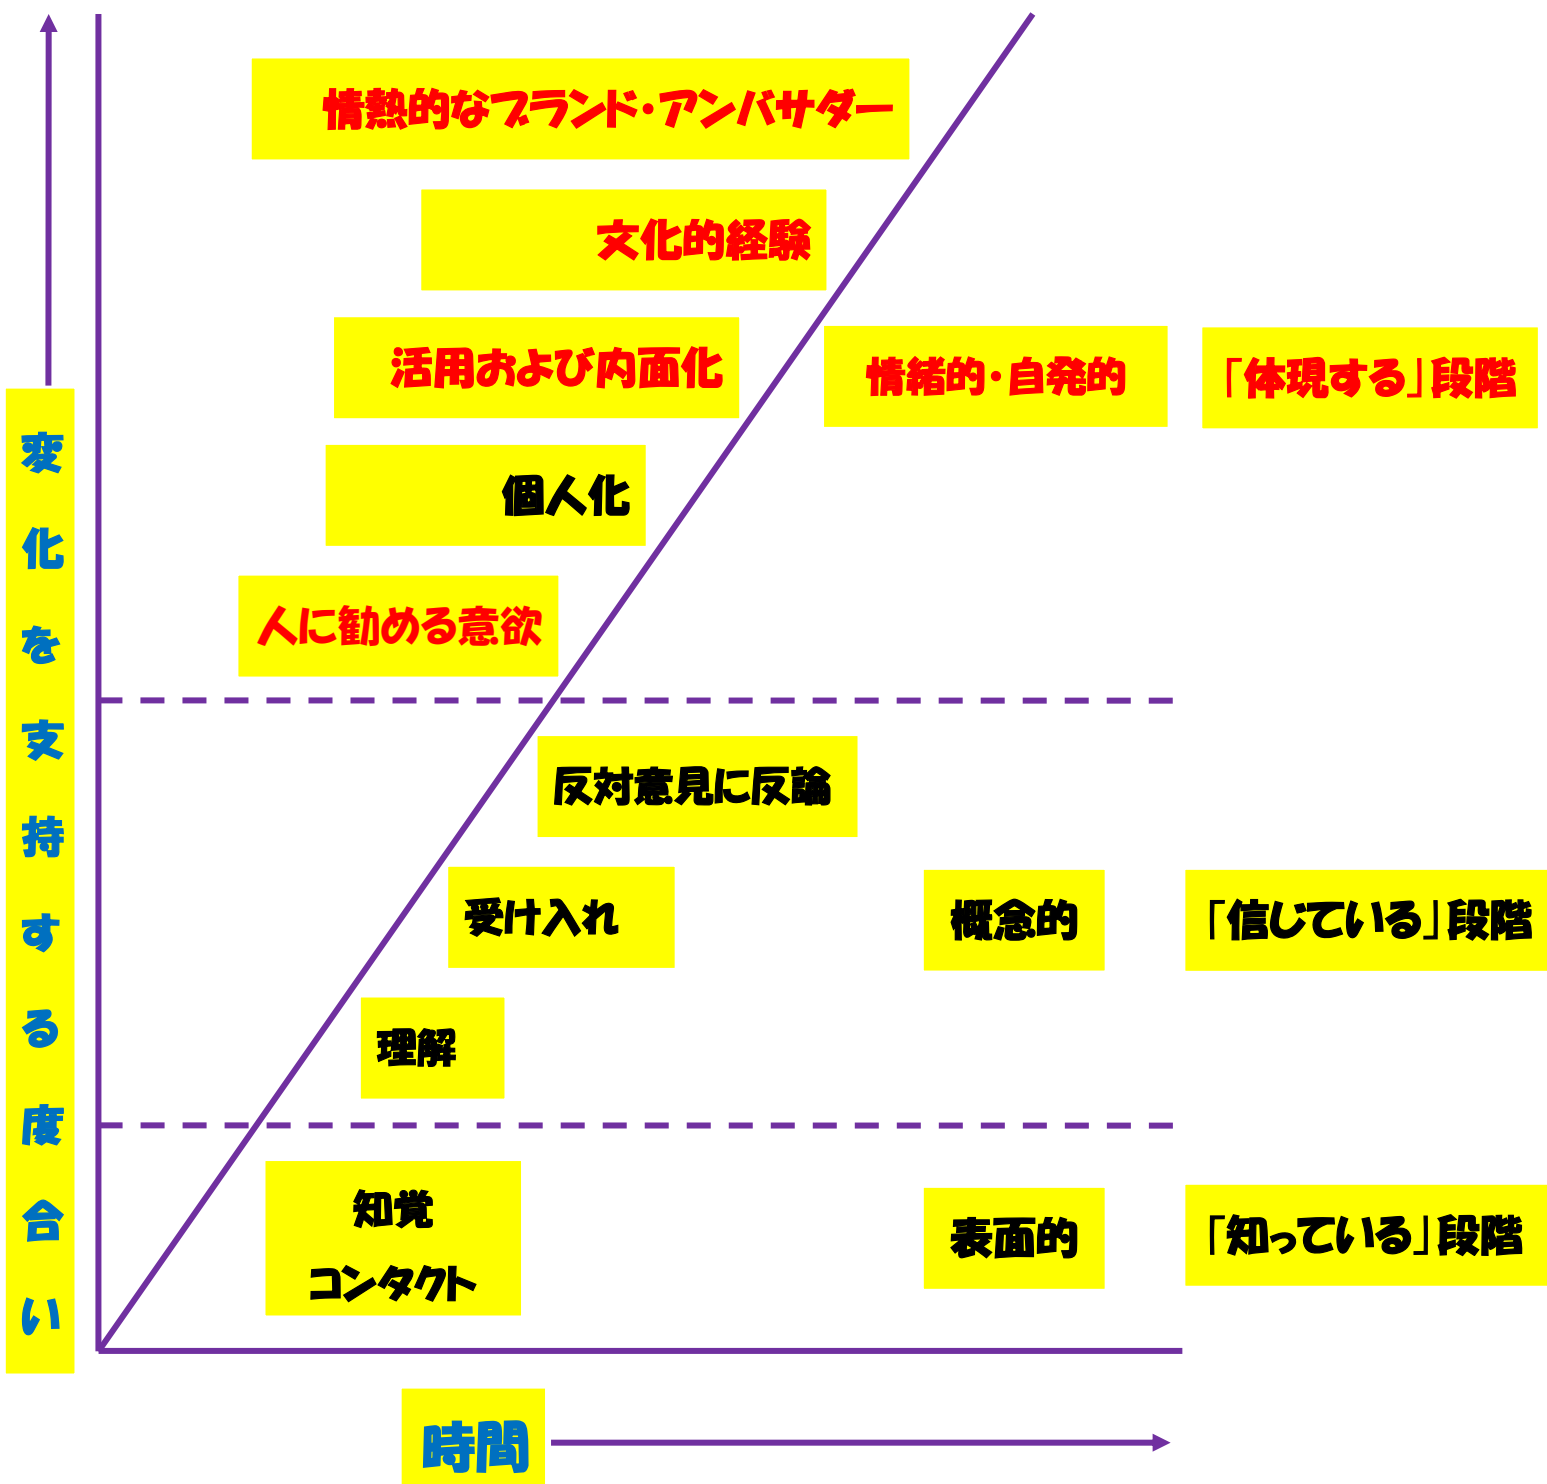 情熱的なブランド・アンバサダー
文化的経験
活用および内面化
情緒的・自発的
「体現する」段階
個人化
人に勧める意欲
反対意見に反論
受け入れ
概念的
「信じている」段階
理解
知覚
コンタクト
表面的
「知っている」段階
変化を支持する度合い
時間